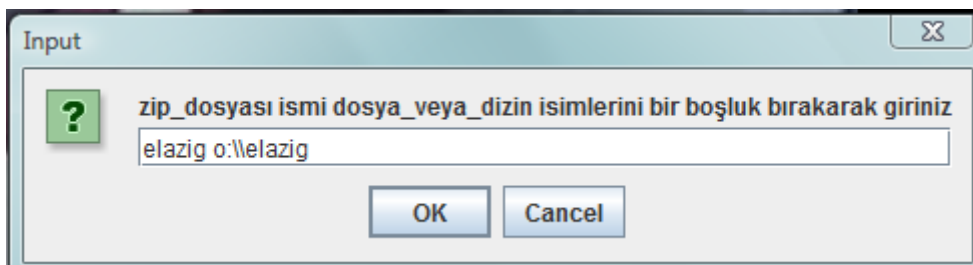 Input
zip_dosyası ismi dosya_veya_dizin isimlerini bir boşluk bırakarak giriniz
elazig o:\\elazig
OK Cancel